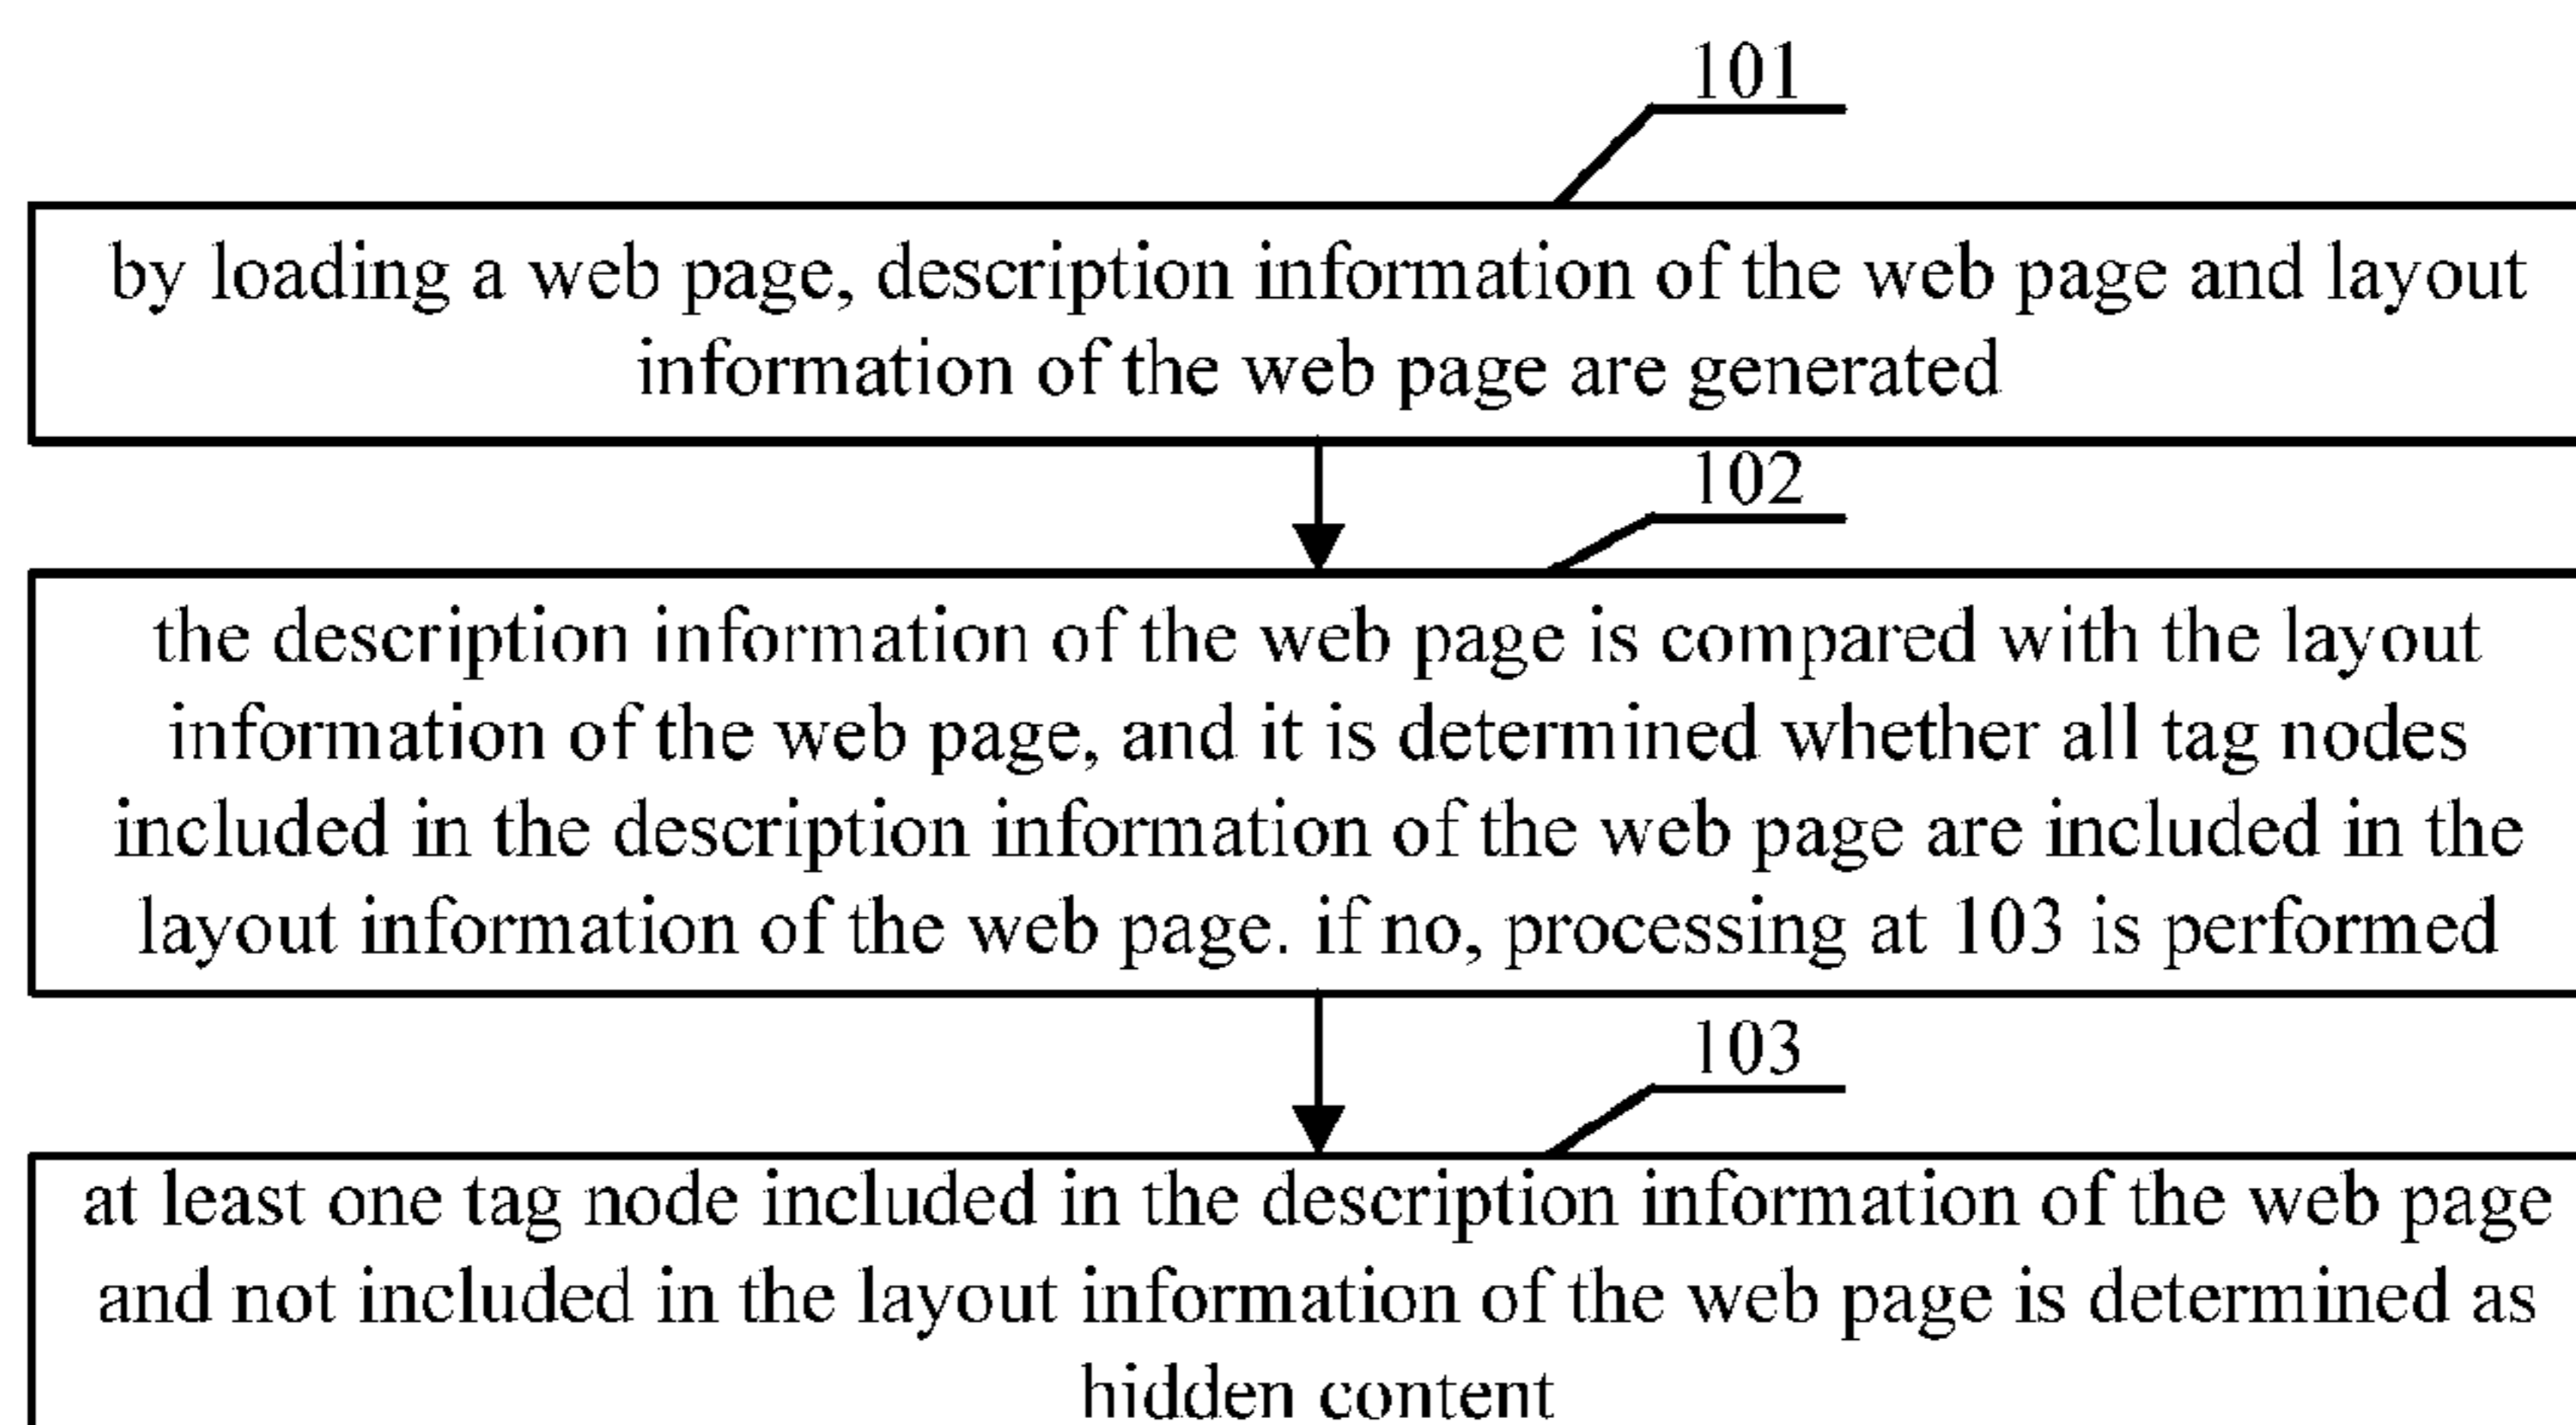 101
by loading a web page, description information of the web page and layout
information of the web page are generated
102
the description information of the web page is compared with the layout
information of the web page, and it is determined whether all tag nodes
included in the description information of the web page are included in the
layout information of the web page. if no, processing at 103 is performed
103
at least one tag node included in the description information of the web page
and not included in the layout information of the web page is determined as
hidden content